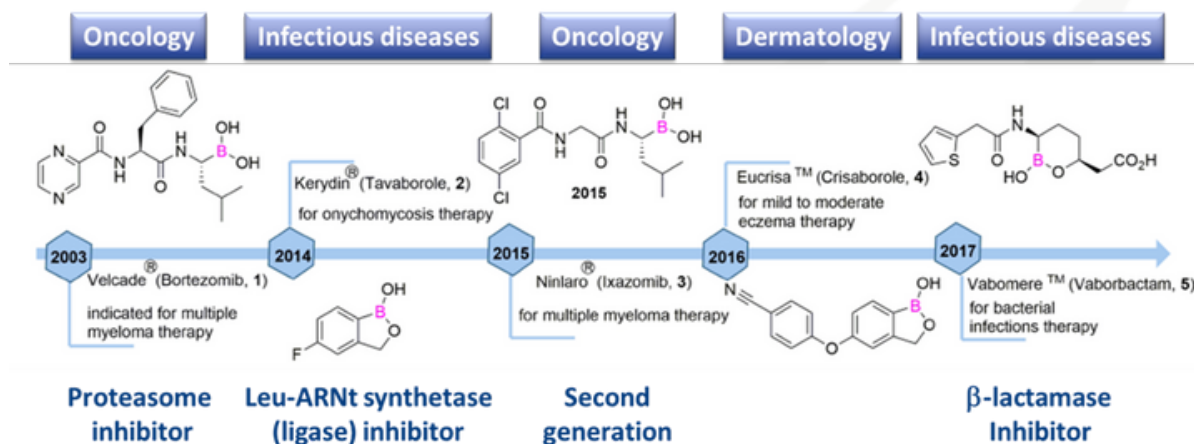 Oncology
Infectious diseases
Oncology
Dermatology
Infectious diseases
N
N
O
N
H
O
H
N
B
OH
OH
Kerydin® (Tavaborole, 2)
for onychomycosis therapy
Cl
Cl
O
N
H
O
H
N
B
OH
OH
2015
Eucrisa™ (Crisaborole, 4)
for mild to moderate
eczema therapy
S
O
H
N
B
HO
O
CO2H
2003
2014
2015
2016
2017
Velcade® (Bortezomib, 1)
indicated for multiple
myeloma therapy
F
OH
B
O
Ninlaro® (Ixazomib, 3)
for multiple myeloma therapy
N
O
OH
B
O
Vabomere™ (Vaborbactam, 5)
for bacterial
infections therapy
Proteasome
inhibitor
Leu-ARNt synthetase
(ligase) inhibitor
Second
generation
β-lactamase
Inhibitor